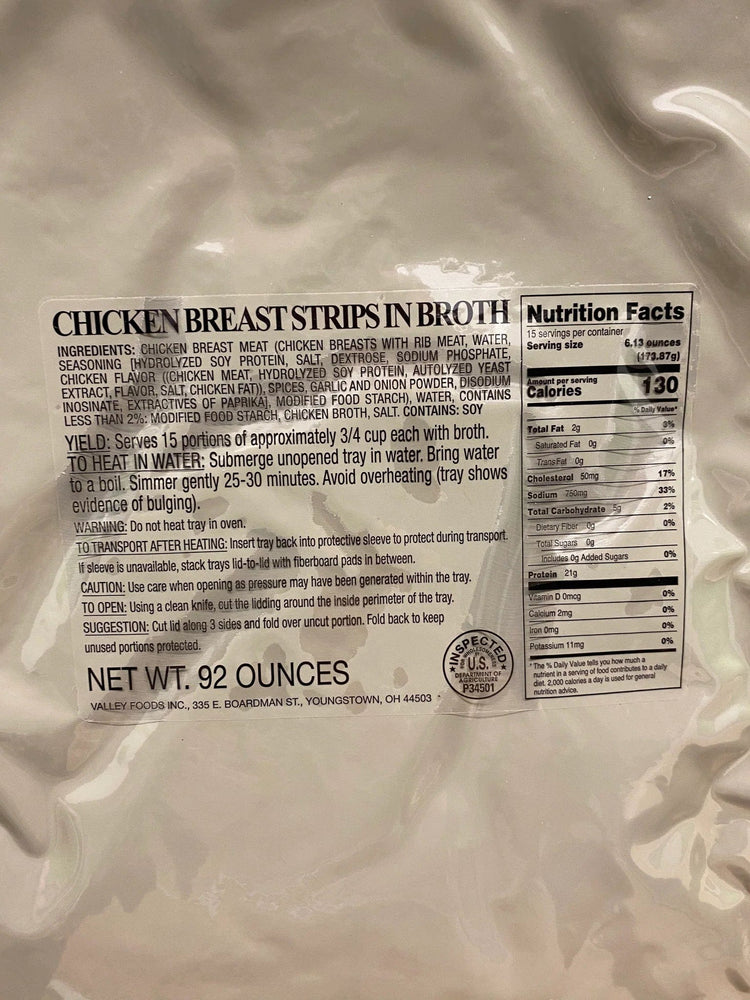 CHICKEN BREAST STRIPS IN BROTH
INGREDIENTS: CHICKEN BREAST MEAT (CHICKEN BREASTS WITH RIB MEAT, WATER,
SEASONING [HYDROLYZED SOY PROTEIN, SALT, DEXTROSE, SODIUM PHOSPHATE,
CHICKEN FLAVOR ((CHICKEN MEAT, HYDROLYZED SOY PROTEIN, AUTOLYZED YEAST
EXTRACT, FLAVOR, SALT, CHICKEN FAT)), SPICES, GARLIC AND ONION POWDER, DISODIUM
INOSINATE, EXTRACTIVES OF PAPRIKA], MODIFIED FOOD STARCH), WATER, CONTAINS
LESS THAN 2%: MODIFIED FOOD STARCH, CHICKEN BROTH, SALT. CONTAINS: SOY
YIELD: Serves 15 portions of approximately 3/4 cup each with broth.
TO HEAT IN WATER: Submerge unopened tray in water. Bring water
to a boil. Simmer gently 25-30 minutes. Avoid overheating (tray shows
evidence of bulging).
WARNING: Do not heat tray in oven.
TO TRANSPORT AFTER HEATING: Insert tray back into protective sleeve to protect during transport.
If sleeve is unavailable, stack trays lid-to-lid with fiberboard pads in between.
CAUTION: Use care when opening as pressure may have been generated within the tray.
TO OPEN: Using a clean knife, cut the lidding around the inside perimeter of the tray.
SUGGESTION: Cut lid along 3 sides and fold over uncut portion. Fold back to keep
unused portions protected.
NET WT. 92 OUNCES
VALLEY FOODS INC., 335 E. BOARDMAN ST., YOUNGSTOWN, OH 44503
INSPECTED
FOR WHOLESOMENESS BY
U.S.
DEPARTMENT OF
AGRICULTURE
P34501
Nutrition Facts
15 servings per container
Serving size 6.13 ounces
(173.87g)
Amount per serving
Calories 130
% Daily Value*
Total Fat 2g 3%
Saturated Fat 0g 0%
Trans Fat 0g
Cholesterol 50mg 17%
Sodium 750mg 33%
Total Carbohydrate 5g 2%
Dietary Fiber 0g 0%
Total Sugars 0g
Includes 0g Added Sugars 0%
Protein 21g
Vitamin D 0mcg 0%
Calcium 2mg 0%
Iron 0mg 0%
Potassium 11mg 0%
*The % Daily Value tells you how much a
nutrient in a serving of food contributes to a daily
diet. 2,000 calories a day is used for general
nutrition advice.